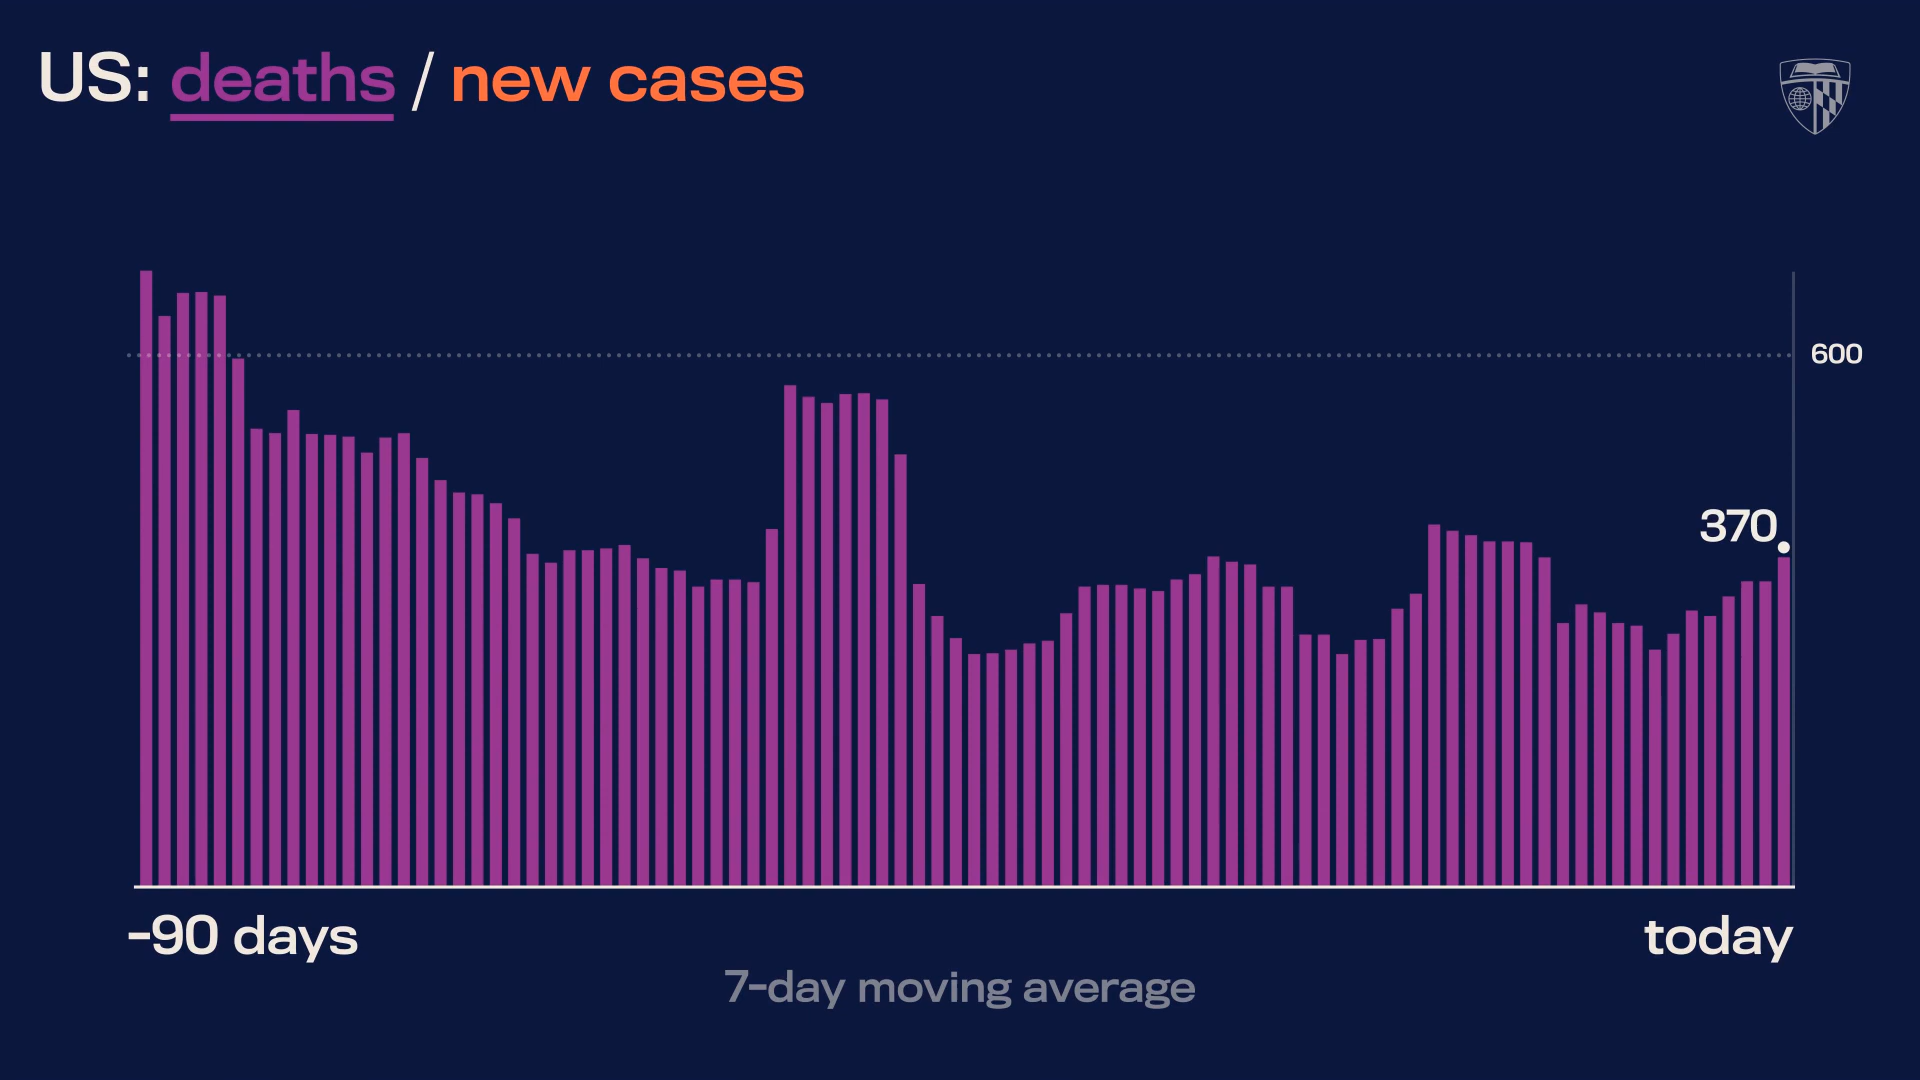 US: deaths / new cases
600
370
-90 days
today
7-day moving average